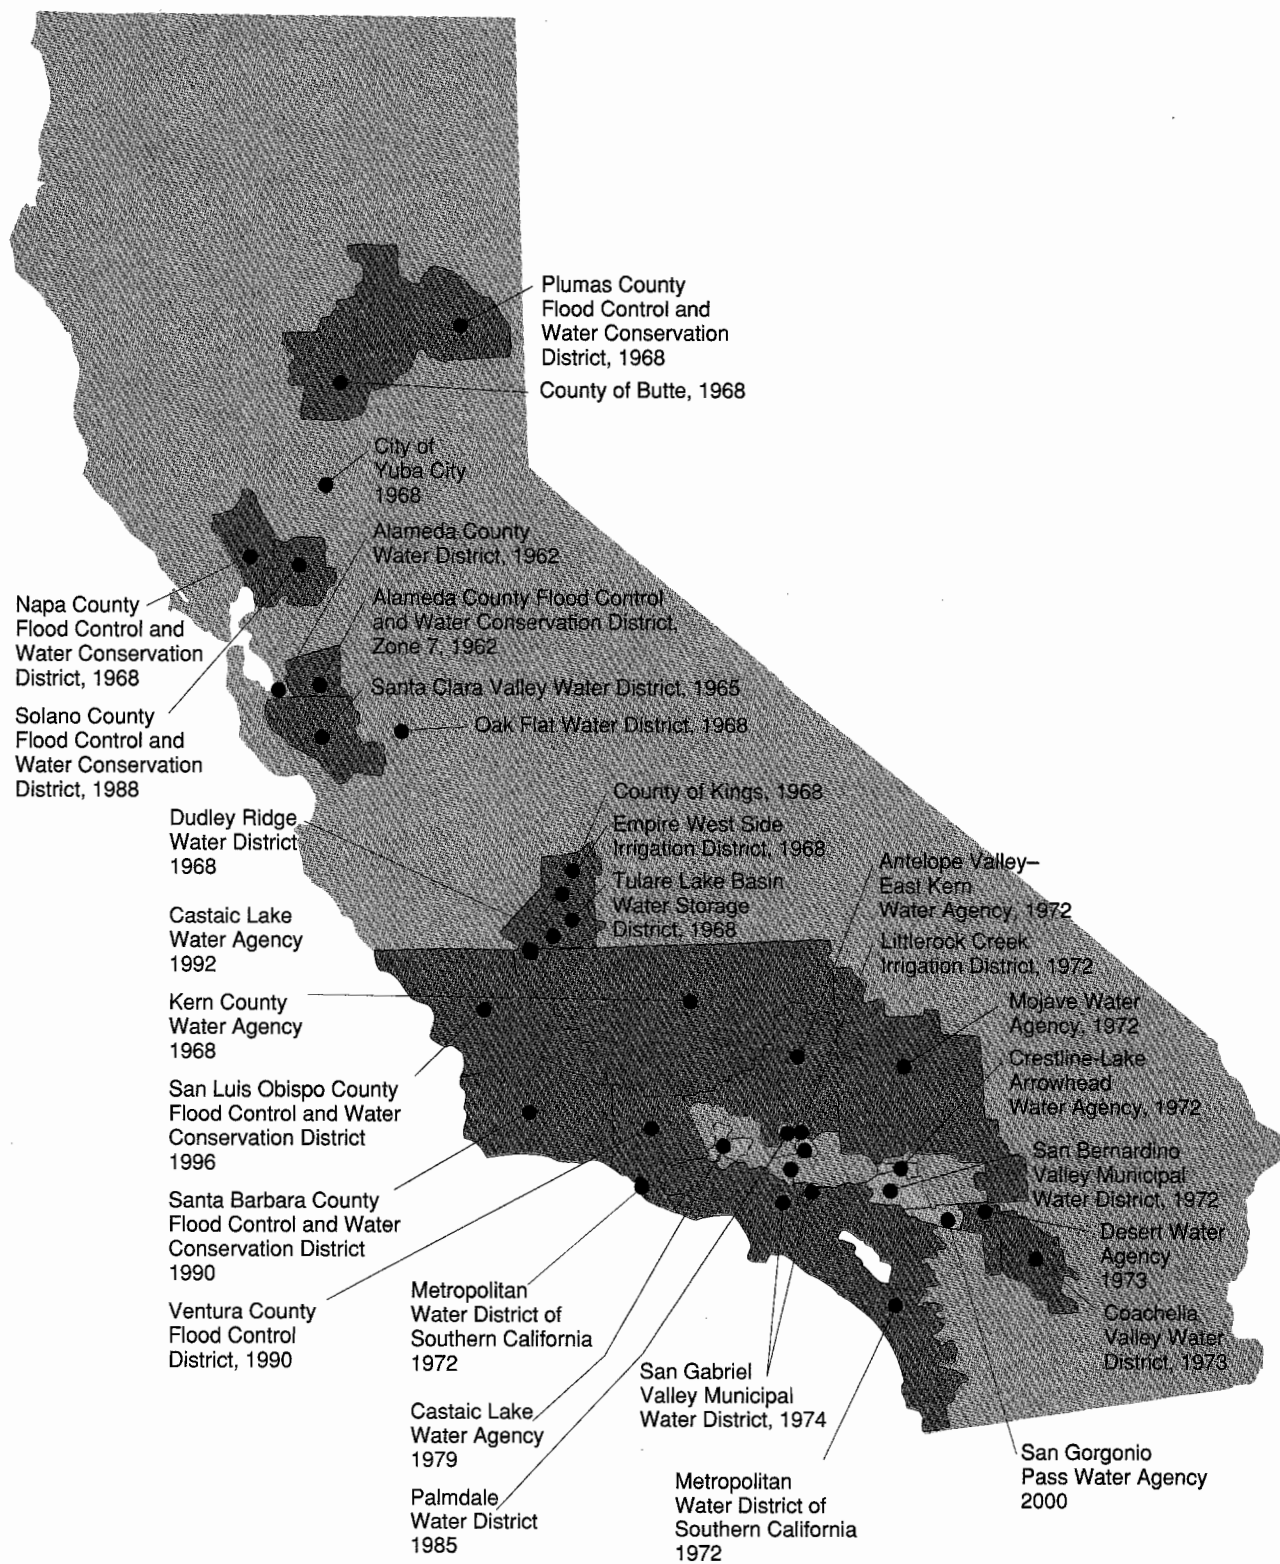 Plumas County
Flood Control and
Water Conservation
District, 1968
County of Butte, 1968
City of
Yuba City
1968
Alameda County
Water District, 1962
Alameda County Flood Control
and Water Conservation District,
Zone 7, 1962
Santa Clara Valley Water District, 1965
Oak Flat Water District, 1968
Napa County
Flood Control and
Water Conservation
District, 1968
Solano County
Flood Control and
Water Conservation
District, 1988
Dudley Ridge
Water District
1968
County of Kings, 1968
Empire West Side
Irrigation District, 1968
Tulare Lake Basin
Water Storage
District, 1968
Antelope Valley–
East Kern
Water Agency, 1972
Littlerock Creek
Irrigation District, 1972
Mojave Water
Agency, 1972
Crestline-Lake
Arrowhead
Water Agency, 1972
San Bernardino
Valley Municipal
Water District, 1972
Desert Water
Agency
1973
Coachella
Valley Water
District, 1973
Castaic Lake
Water Agency
1992
Kern County
Water Agency
1968
San Luis Obispo County
Flood Control and Water
Conservation District
1996
Santa Barbara County
Flood Control and Water
Conservation District
1990
Ventura County
Flood Control
District, 1990
Metropolitan
Water District of
Southern California
1972
Castaic Lake
Water Agency
1979
Palmdale
Water District
1985
San Gabriel
Valley Municipal
Water District, 1974
Metropolitan
Water District of
Southern California
1972
San Gorgonio
Pass Water Agency
2000